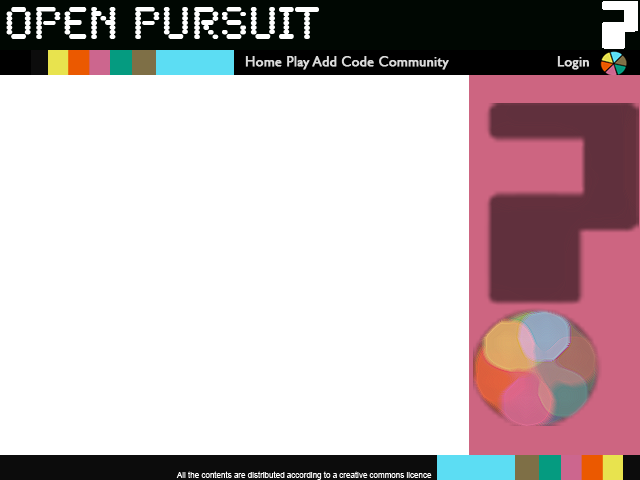 OPEN PURSUIT
Home Play Add Code Community
Login
All the contents are distributed according to a creative commons licence